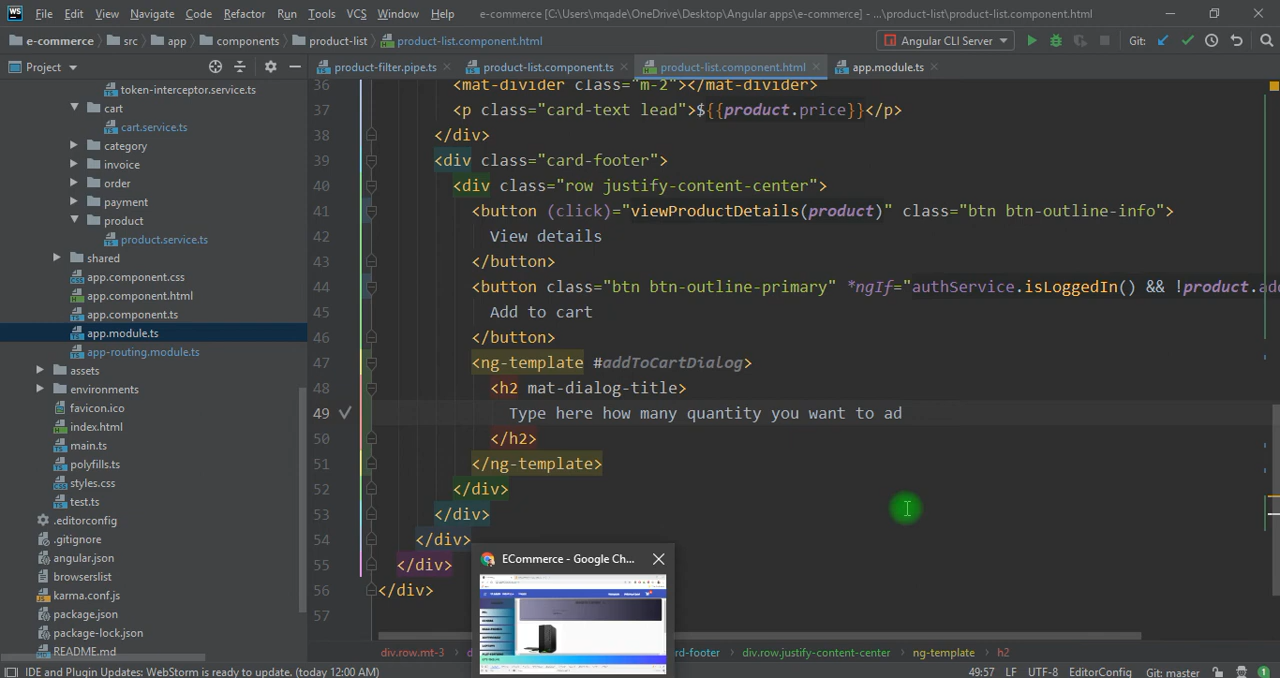 WS File Edit View Navigate Code Refactor Run Tools VCS Window Help e-commerce [C:\Users\mqade\OneDrive\Desktop\Angular apps\e-commerce] - ...\product-list\product-list.component.html
e-commerce src app components product-list product-list.component.html Angular CLI Server Git:
Project product-filter.pipe.ts product-list.component.ts product-list.component.html app.module.ts
token-interceptor.service.ts
cart
cart.service.ts
category
invoice
order
payment
product
product.service.ts
shared
app.component.css
app.component.html
app.component.ts
app.module.ts
app-routing.module.ts
assets
environments
favicon.ico
index.html
main.ts
polyfills.ts
styles.css
test.ts
.editorconfig
.gitignore
angular.json
browserslist
karma.conf.js
package.json
package-lock.json
README.md
36 <mat-divider class="m-2"></mat-divider>
37 <p class="card-text lead">${{product.price}}</p>
38 </div>
39 <div class="card-footer">
40 <div class="row justify-content-center">
41 <button (click)="viewProductDetails(product)" class="btn btn-outline-info">
42 View details
43 </button>
44 <button class="btn btn-outline-primary" *ngIf="authService.isLoggedIn() && !product.ad
45 Add to cart
46 </button>
47 <ng-template #addToCartDialog>
48 <h2 mat-dialog-title>
49 Type here how many quantity you want to ad
50 </h2>
51 </ng-template>
52 </div>
53 </div>
54 </div>
55 </div>
56 </div>
57
ECommerce - Google Ch...
div.row.mt-3 rd-footer div.row.justify-content-center ng-template h2
IDE and Plugin Updates: WebStorm is ready to update. (today 12:00 AM) 49:57 LF UTF-8 EditorConfig Git: master 1